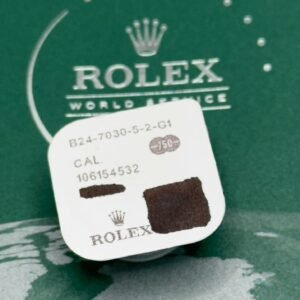 ROLEX
WORLD SERVICE
B24-7030-5-2-G1
CAL. 750
106154532
ROLEX